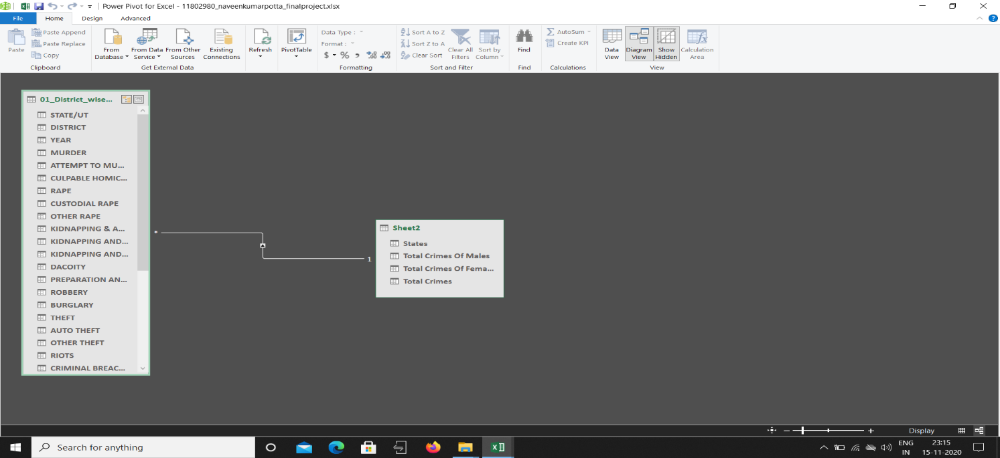 Power Pivot for Excel - 11802980_naveenkumarpotta_finalproject.xlsx
File Home Design Advanced
Paste
Paste Append
Paste Replace
Copy
Clipboard
From Database
From Data Service
From Other Sources
Existing Connections
Get External Data
Refresh
PivotTable
Data Type :
Format :
$ % ,
Formatting
Sort A to Z
Sort Z to A
Clear Sort
Clear All Filters
Sort by Column
Sort and Filter
Find
Find
AutoSum
Create KPI
Calculations
Data View
Diagram View
Show Hidden
Calculation Area
View
01_District_wise...
STATE/UT
DISTRICT
YEAR
MURDER
ATTEMPT TO MU...
CULPABLE HOMIC...
RAPE
CUSTODIAL RAPE
OTHER RAPE
KIDNAPPING & A...
KIDNAPPING AND...
KIDNAPPING AND...
DACOITY
PREPARATION AN...
ROBBERY
BURGLARY
THEFT
AUTO THEFT
OTHER THEFT
RIOTS
CRIMINAL BREAC...
*
1
Sheet2
States
Total Crimes Of Males
Total Crimes Of Fema...
Total Crimes
Display
Search for anything
ENG
IN
23:15
15-11-2020